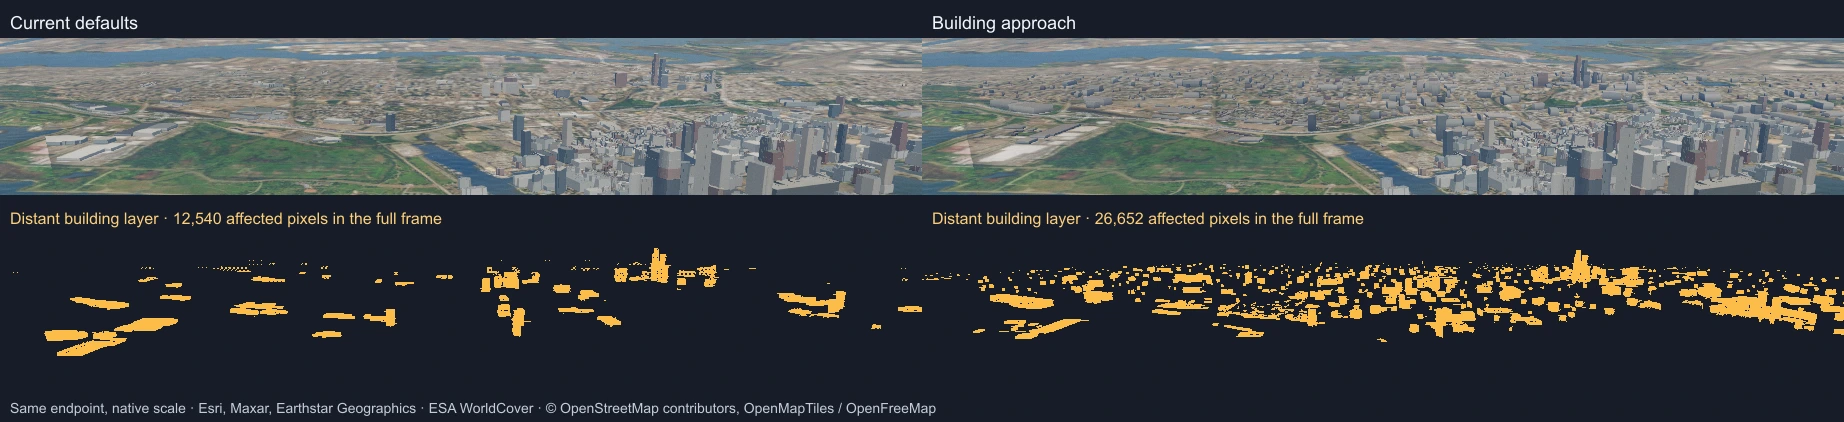 Current defaults
Building approach
Distant building layer · 12,540 affected pixels in the full frame
Distant building layer · 26,652 affected pixels in the full frame
Same endpoint, native scale · Esri, Maxar, Earthstar Geographics · ESA WorldCover · © OpenStreetMap contributors, OpenMapTiles / OpenFreeMap